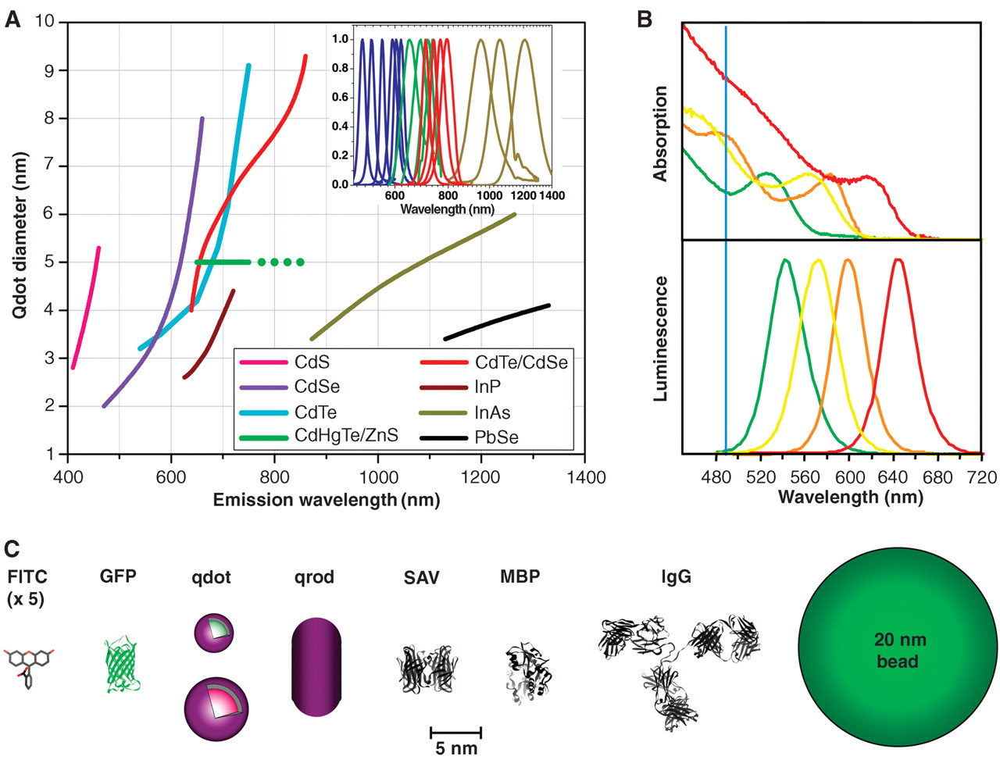 A
10
9
8
7
6
5
4
3
2
1
Qdot diameter (nm)
400
600
800
1000
1200
1400
Emission wavelength (nm)
1.0
0.8
0.6
0.4
0.2
0.0
600
800
1000
1200
1400
Wavelength (nm)
CdS
CdSe
CdTe
CdHgTe/ZnS
CdTe/CdSe
InP
InAs
PbSe
B
Absorption
Luminescence
480
520
560
600
640
680
720
Wavelength (nm)
C
FITC
(x 5)
GFP
qdot
qrod
SAV
MBP
IgG
20 nm
bead
5 nm